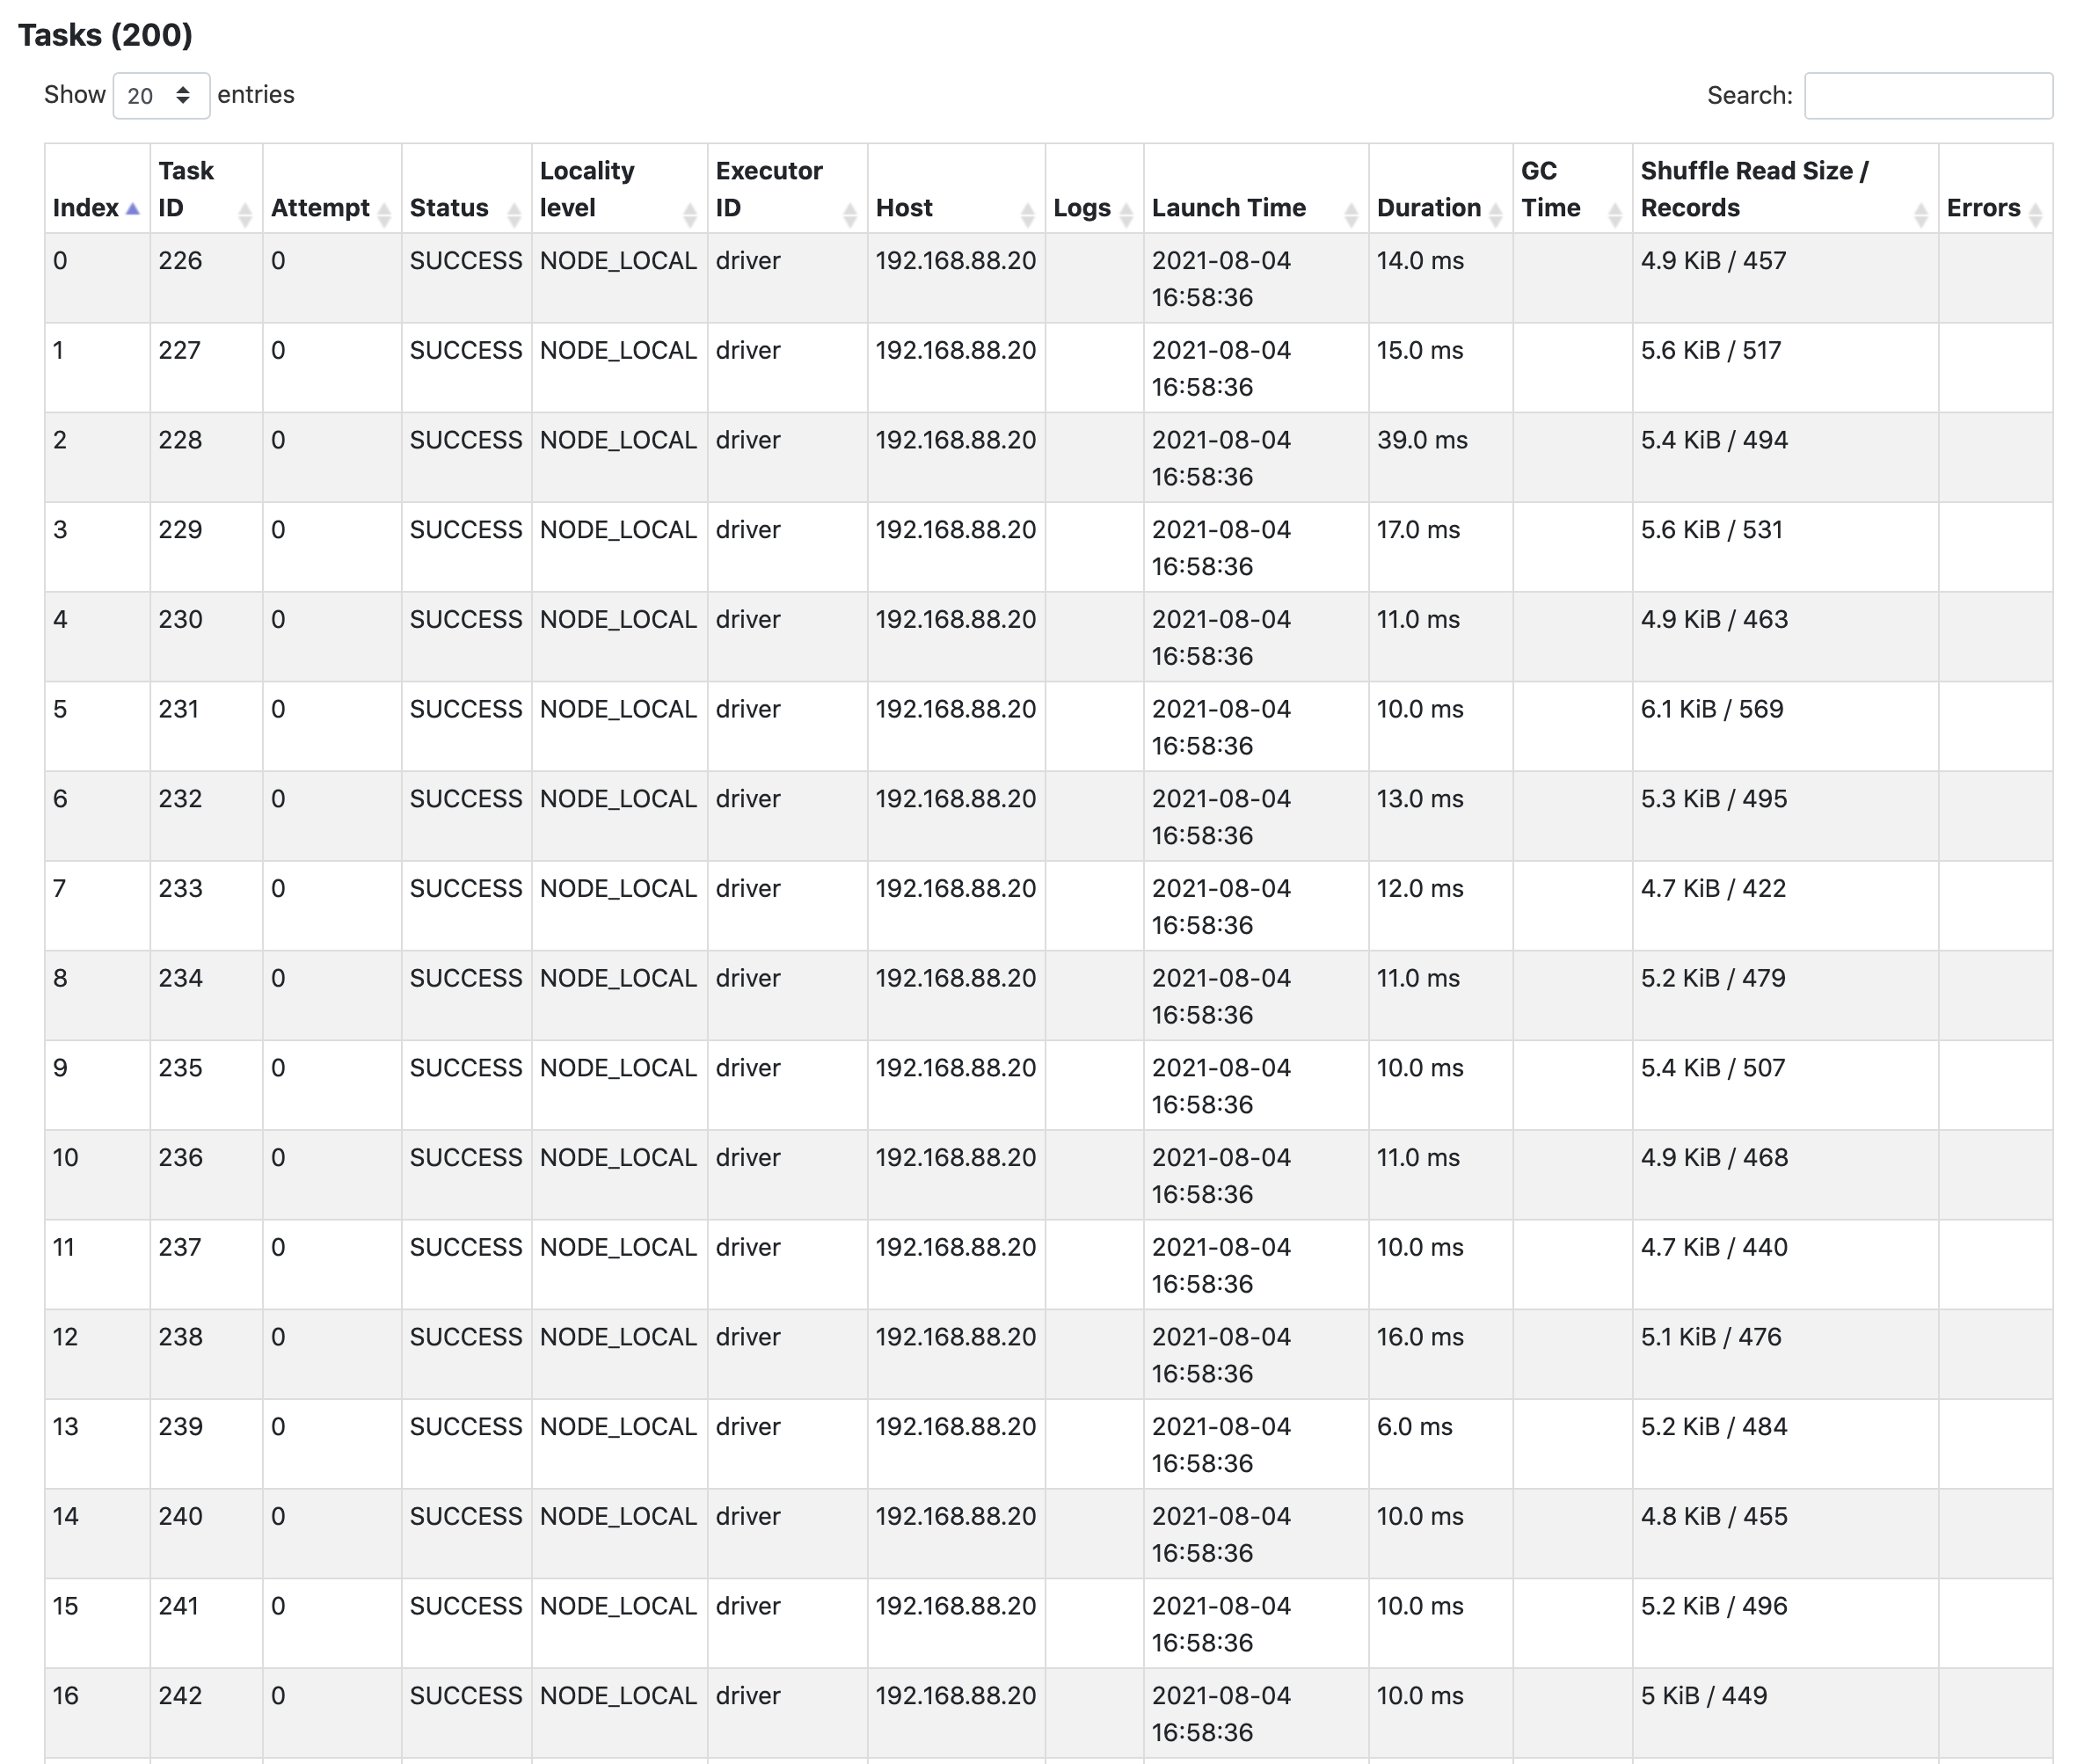 Tasks (200)
Show 20 entries Search:
Index Task ID Attempt Status Locality level Executor ID Host Logs Launch Time Duration GC Time Shuffle Read Size / Records Errors
0 226 0 SUCCESS NODE_LOCAL driver 192.168.88.20 2021-08-04 16:58:36 14.0 ms 4.9 KiB / 457
1 227 0 SUCCESS NODE_LOCAL driver 192.168.88.20 2021-08-04 16:58:36 15.0 ms 5.6 KiB / 517
2 228 0 SUCCESS NODE_LOCAL driver 192.168.88.20 2021-08-04 16:58:36 39.0 ms 5.4 KiB / 494
3 229 0 SUCCESS NODE_LOCAL driver 192.168.88.20 2021-08-04 16:58:36 17.0 ms 5.6 KiB / 531
4 230 0 SUCCESS NODE_LOCAL driver 192.168.88.20 2021-08-04 16:58:36 11.0 ms 4.9 KiB / 463
5 231 0 SUCCESS NODE_LOCAL driver 192.168.88.20 2021-08-04 16:58:36 10.0 ms 6.1 KiB / 569
6 232 0 SUCCESS NODE_LOCAL driver 192.168.88.20 2021-08-04 16:58:36 13.0 ms 5.3 KiB / 495
7 233 0 SUCCESS NODE_LOCAL driver 192.168.88.20 2021-08-04 16:58:36 12.0 ms 4.7 KiB / 422
8 234 0 SUCCESS NODE_LOCAL driver 192.168.88.20 2021-08-04 16:58:36 11.0 ms 5.2 KiB / 479
9 235 0 SUCCESS NODE_LOCAL driver 192.168.88.20 2021-08-04 16:58:36 10.0 ms 5.4 KiB / 507
10 236 0 SUCCESS NODE_LOCAL driver 192.168.88.20 2021-08-04 16:58:36 11.0 ms 4.9 KiB / 468
11 237 0 SUCCESS NODE_LOCAL driver 192.168.88.20 2021-08-04 16:58:36 10.0 ms 4.7 KiB / 440
12 238 0 SUCCESS NODE_LOCAL driver 192.168.88.20 2021-08-04 16:58:36 16.0 ms 5.1 KiB / 476
13 239 0 SUCCESS NODE_LOCAL driver 192.168.88.20 2021-08-04 16:58:36 6.0 ms 5.2 KiB / 484
14 240 0 SUCCESS NODE_LOCAL driver 192.168.88.20 2021-08-04 16:58:36 10.0 ms 4.8 KiB / 455
15 241 0 SUCCESS NODE_LOCAL driver 192.168.88.20 2021-08-04 16:58:36 10.0 ms 5.2 KiB / 496
16 242 0 SUCCESS NODE_LOCAL driver 192.168.88.20 2021-08-04 16:58:36 10.0 ms 5 KiB / 449